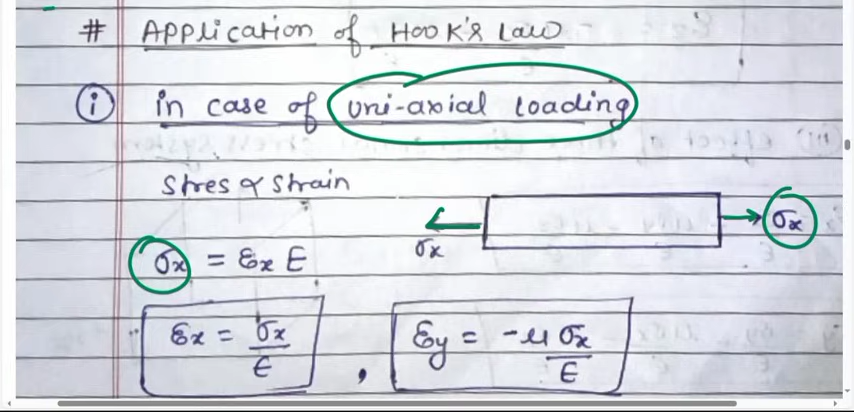 # Application of Hook's Law
(i) in case of uni-axial loading
Stres ∝ Strain
σx
σx
σx = εx E
εx = σx/E , εy = -μ σx/E